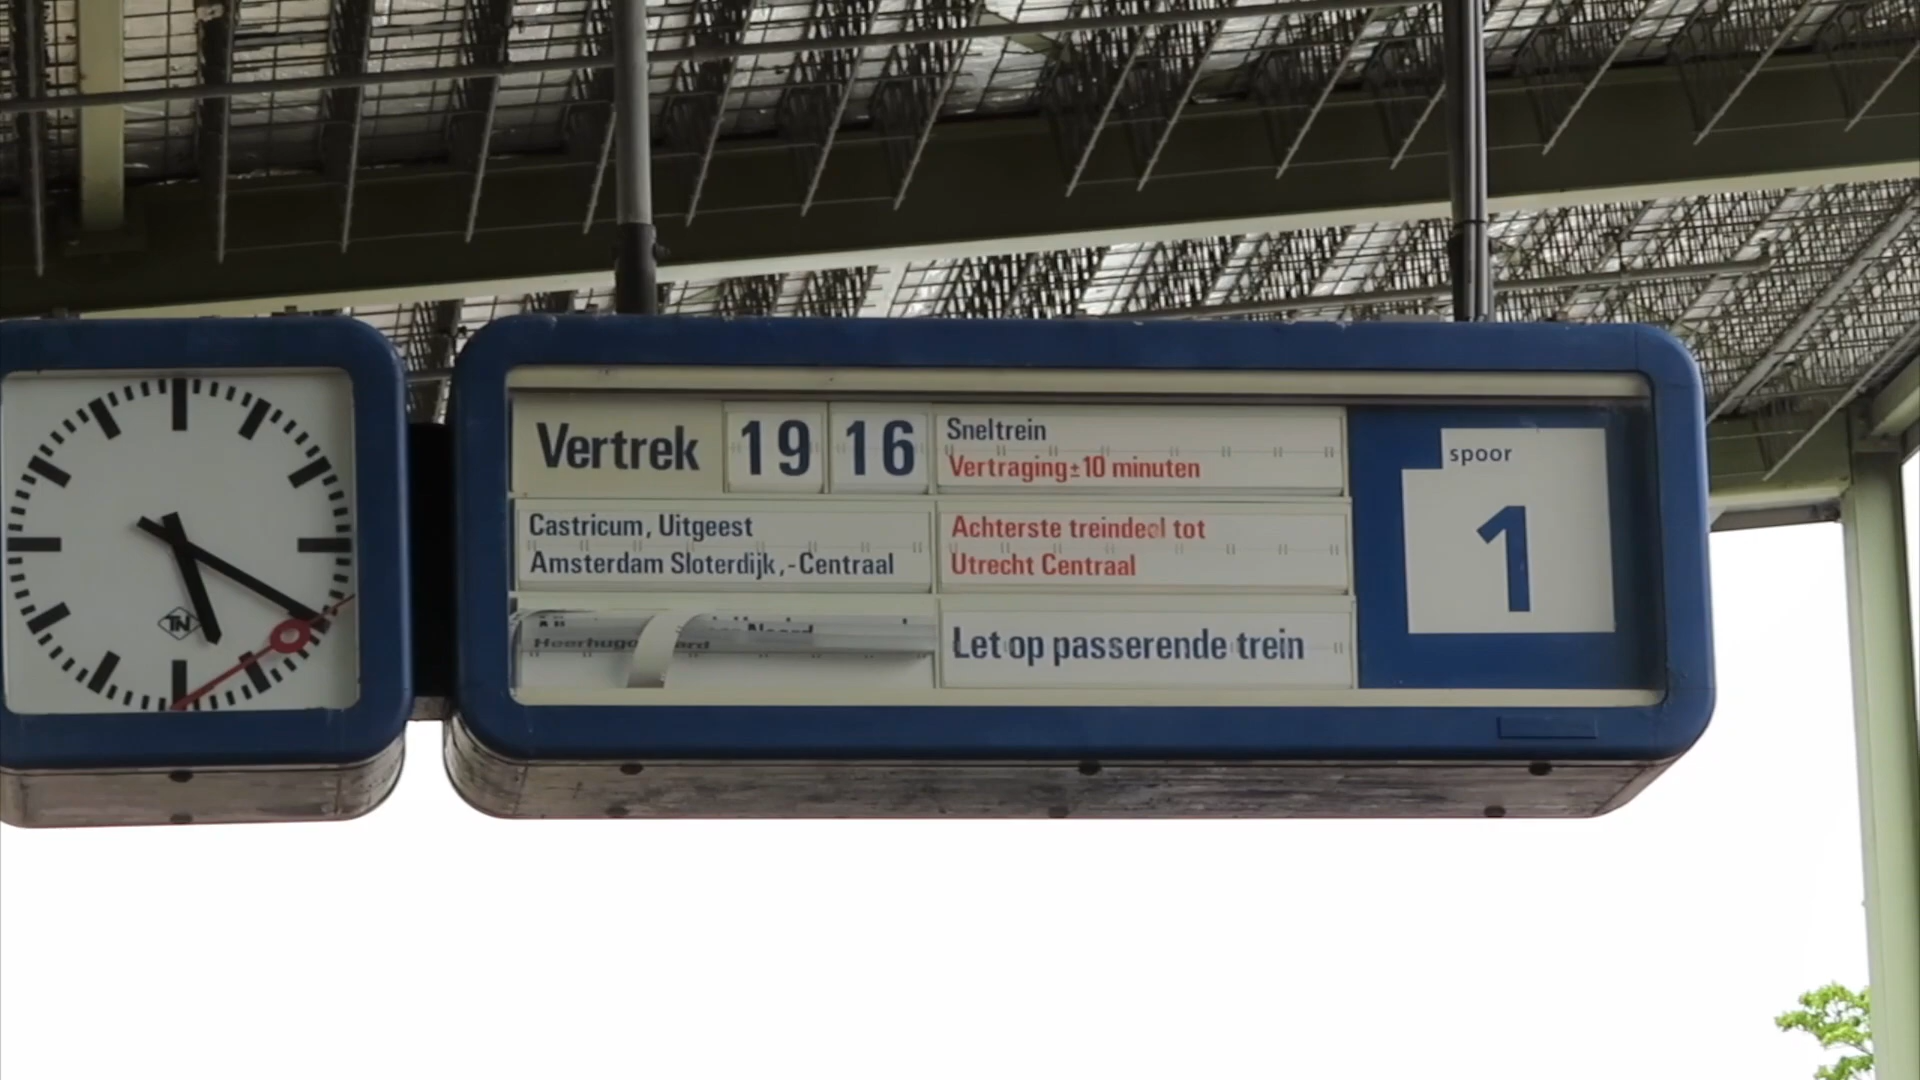 Vertrek 19 16
Sneltrein
Vertraging ± 10 minuten
Castricum, Uitgeest
Amsterdam Sloterdijk,-Centraal
Achterste treindeel tot
Utrecht Centraal
Let op passerende trein
spoor
1
TN